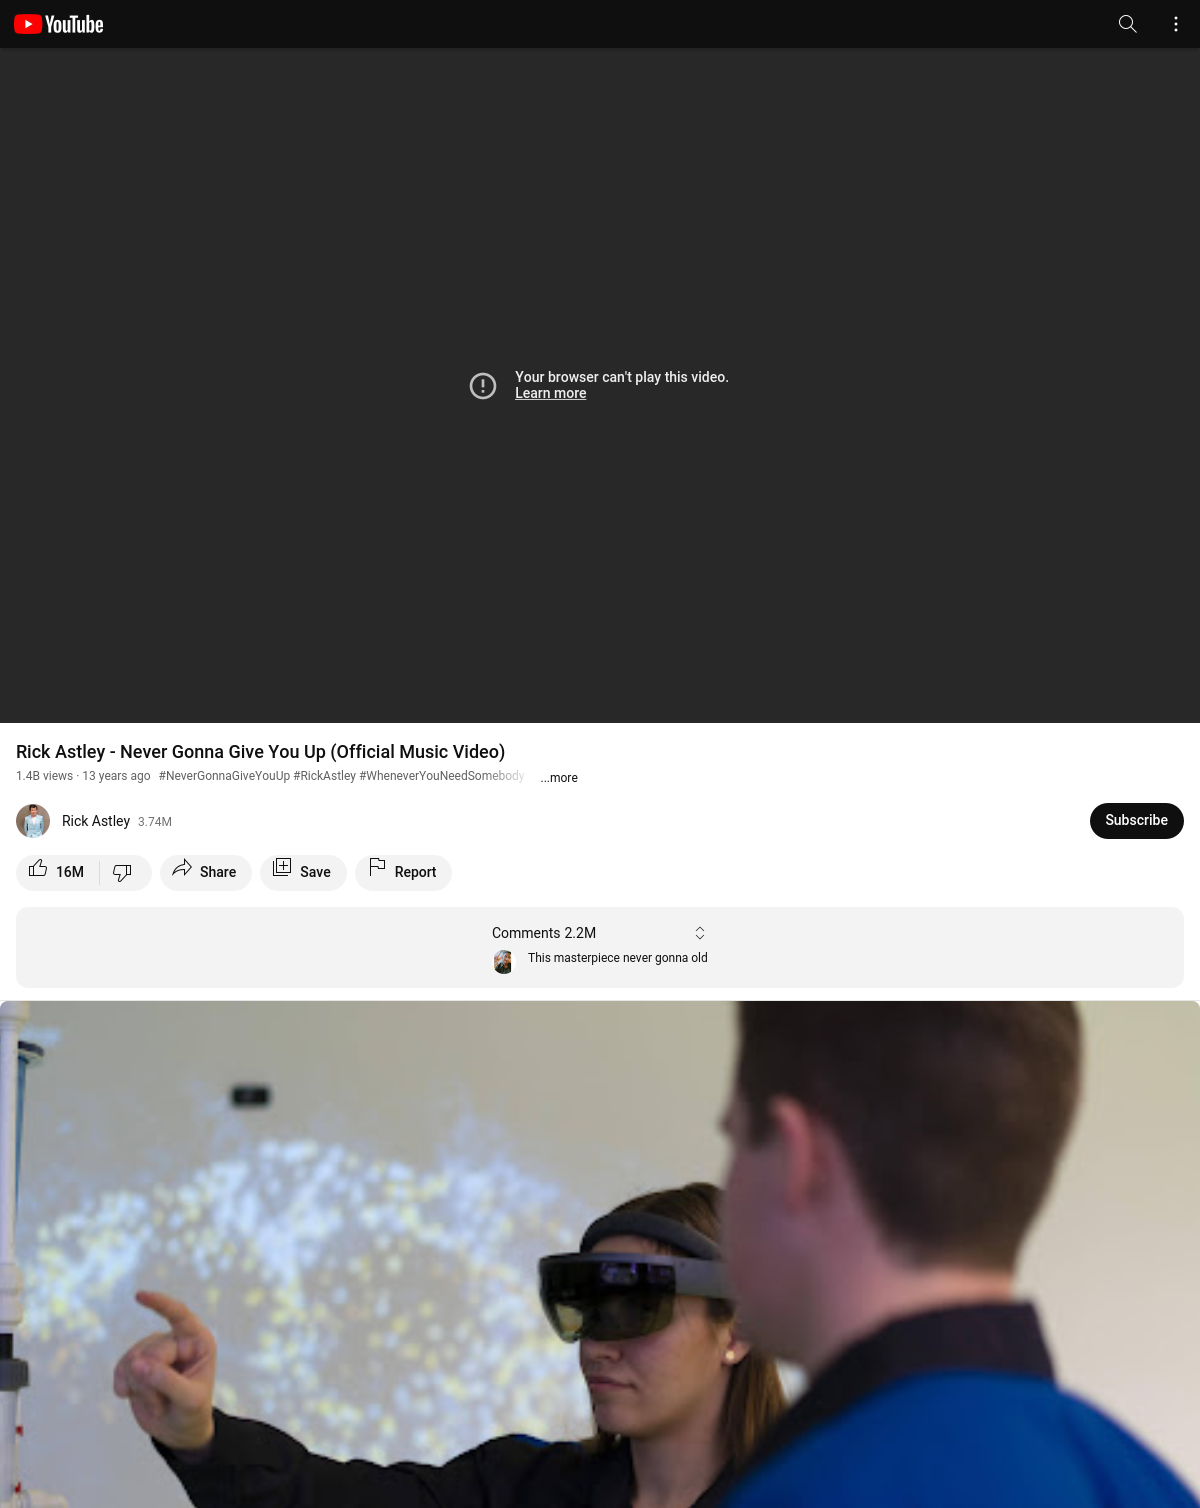 YouTube
Your browser can't play this video.
Learn more
Rick Astley - Never Gonna Give You Up (Official Music Video)
1.4B views · 13 years ago #NeverGonnaGiveYouUp #RickAstley #WheneverYouNeedSomebody ...more
Rick Astley 3.74M
Subscribe
16M Share Save Report
Comments 2.2M
This masterpiece never gonna old